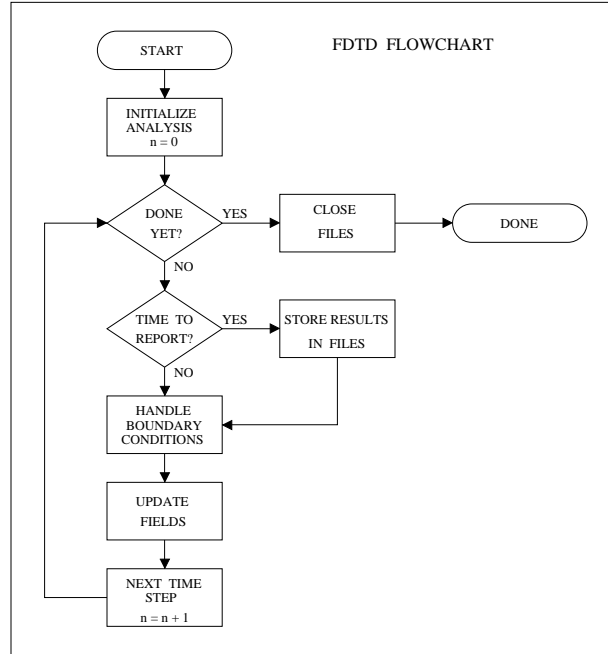 FDTD FLOWCHART
START
INITIALIZE
ANALYSIS
n = 0
DONE
YET?
YES
CLOSE
FILES
DONE
NO
TIME TO
REPORT?
YES
STORE RESULTS
IN FILES
NO
HANDLE
BOUNDARY
CONDITIONS
UPDATE
FIELDS
NEXT TIME
STEP
n = n + 1